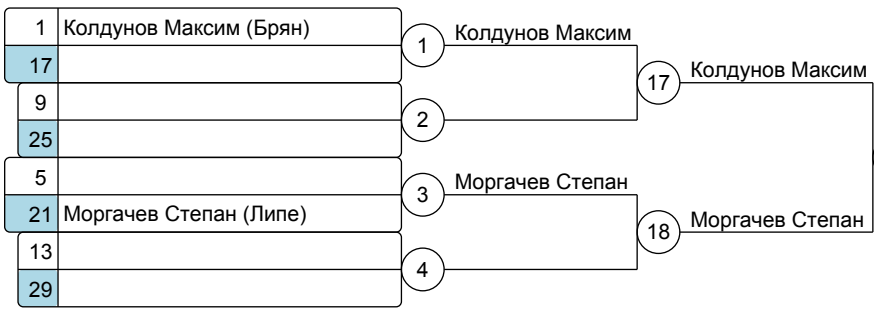 1 Колдунов Максим (Брян)
17
1 Колдунов Максим
9
25
2
17 Колдунов Максим
5
21 Моргачев Степан (Липе)
3 Моргачев Степан
13
29
4
18 Моргачев Степан